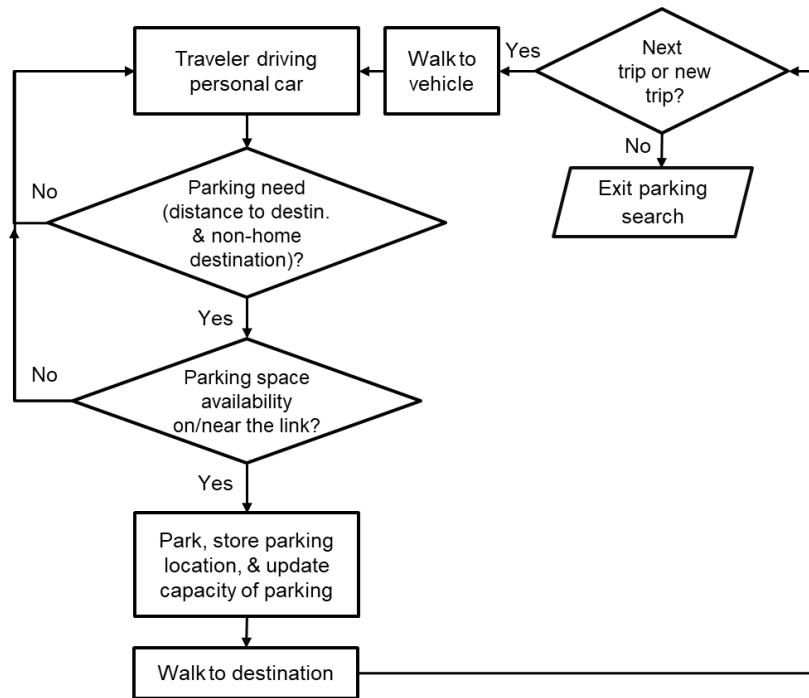 Traveler driving
personal car
Walk to
vehicle
Yes
Next
trip or new
trip?
No
Exit parking
search
No
Parking need
(distance to destin.
& non-home
destination)?
Yes
No
Parking space
availability
on/near the link?
Yes
Park, store parking
location, & update
capacity of parking
Walk to destination